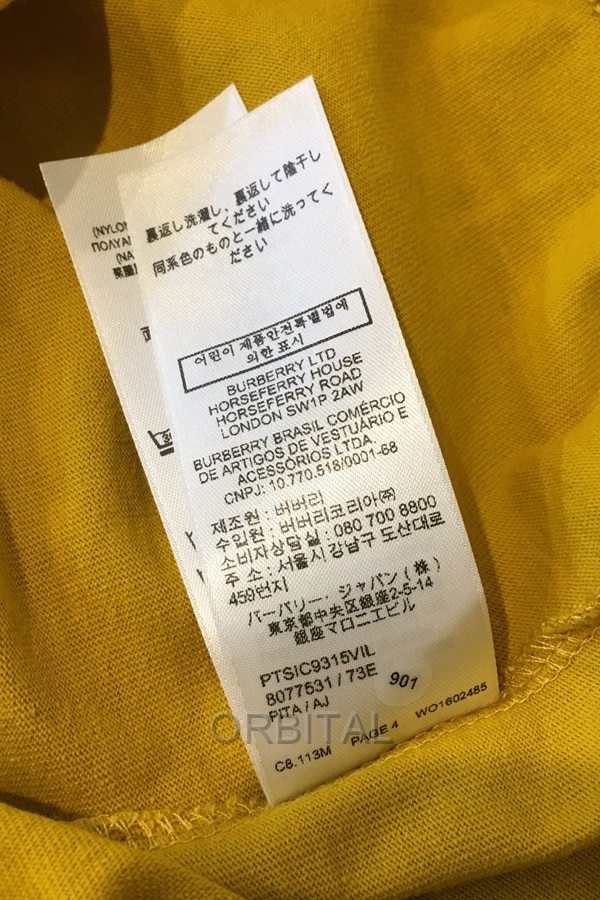 (NYLON
ПОЛУА
(NA
裏返し洗濯し、裏返して陰干し
てください
同系色のものと一緒に洗ってく
ださい
어린이 제품안전특별법에
의한 표시
BURBERRY LTD
HORSEFERRY HOUSE
HORSEFERRY ROAD
LONDON SW1P 2AW
BURBERRY BRASIL COMÉRCIO
DE ARTIGOS DE VESTUÁRIO E
ACESSÓRIOS LTDA
CNPJ: 10.770.518/0001-68
제조원 : 버버리
수입원 : 버버리코리아㈜
소비자상담실 : 080 700 8800
주 소 : 서울시 강남구 도산대로
459번지
バーバリー.ジャパン(株)
東京都中央区銀座2-5-14
銀座マロニエビル
PTSIC9315VIL
8077531 / 73E 901
PITA / AJ
C6.113M PAGE 4 WO1602485
ORBITAL